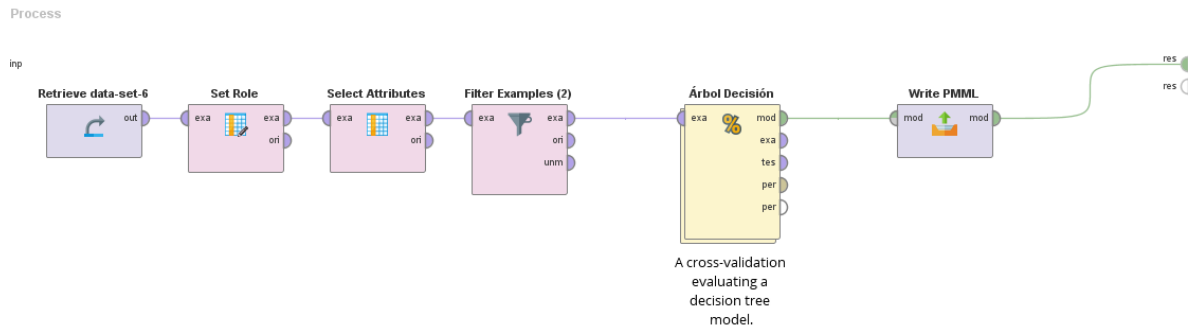 Process
inp
res
res
Retrieve data-set-6
out
Set Role
exa
exa
ori
Select Attributes
exa
exa
ori
Filter Examples (2)
exa
exa
ori
unm
Árbol Decisión
exa
mod
exa
tes
per
per
A cross-validation
evaluating a
decision tree
model.
Write PMML
mod
mod